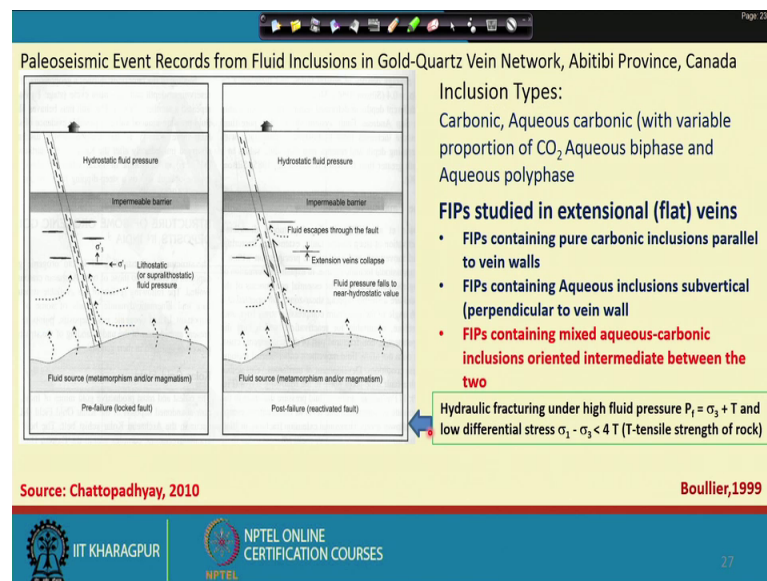 Page: 23
Paleoseismic Event Records from Fluid Inclusions in Gold-Quartz Vein Network, Abitibi Province, Canada
Hydrostatic fluid pressure
Impermeable barrier
σ'₃
σ'₁
Lithostatic
(or supralithostatic)
fluid pressure
Fluid source (metamorphism and/or magmatism)
Pre-failure (locked fault)
Hydrostatic fluid pressure
Impermeable barrier
Fluid escapes through the fault
Extension veins collapse
Fluid pressure falls to
near-hydrostatic value
Fluid source (metamorphism and/or magmatism)
Post-failure (reactivated fault)
Inclusion Types:
Carbonic, Aqueous carbonic (with variable
proportion of CO₂ Aqueous biphase and
Aqueous polyphase
FIPs studied in extensional (flat) veins
• FIPs containing pure carbonic inclusions parallel
to vein walls
• FIPs containing Aqueous inclusions subvertical
(perpendicular to vein wall
• FIPs containing mixed aqueous-carbonic
inclusions oriented intermediate between the
two
Hydraulic fracturing under high fluid pressure Pf = σ₃ + T and
low differential stress σ₁ - σ₃ < 4 T (T-tensile strength of rock)
Source: Chattopadhyay, 2010
Boullier,1999
IIT KHARAGPUR
NPTEL
NPTEL ONLINE
CERTIFICATION COURSES
27